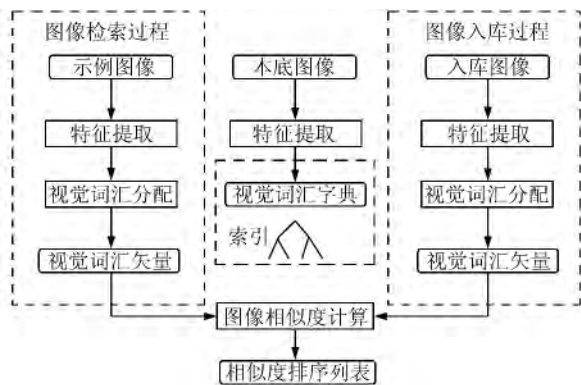 图像检索过程
示例图像
特征提取
视觉词汇分配
视觉词汇矢量
本底图像
特征提取
视觉词汇字典
索引
图像入库过程
入库图像
特征提取
视觉词汇分配
视觉词汇矢量
图像相似度计算
相似度排序列表